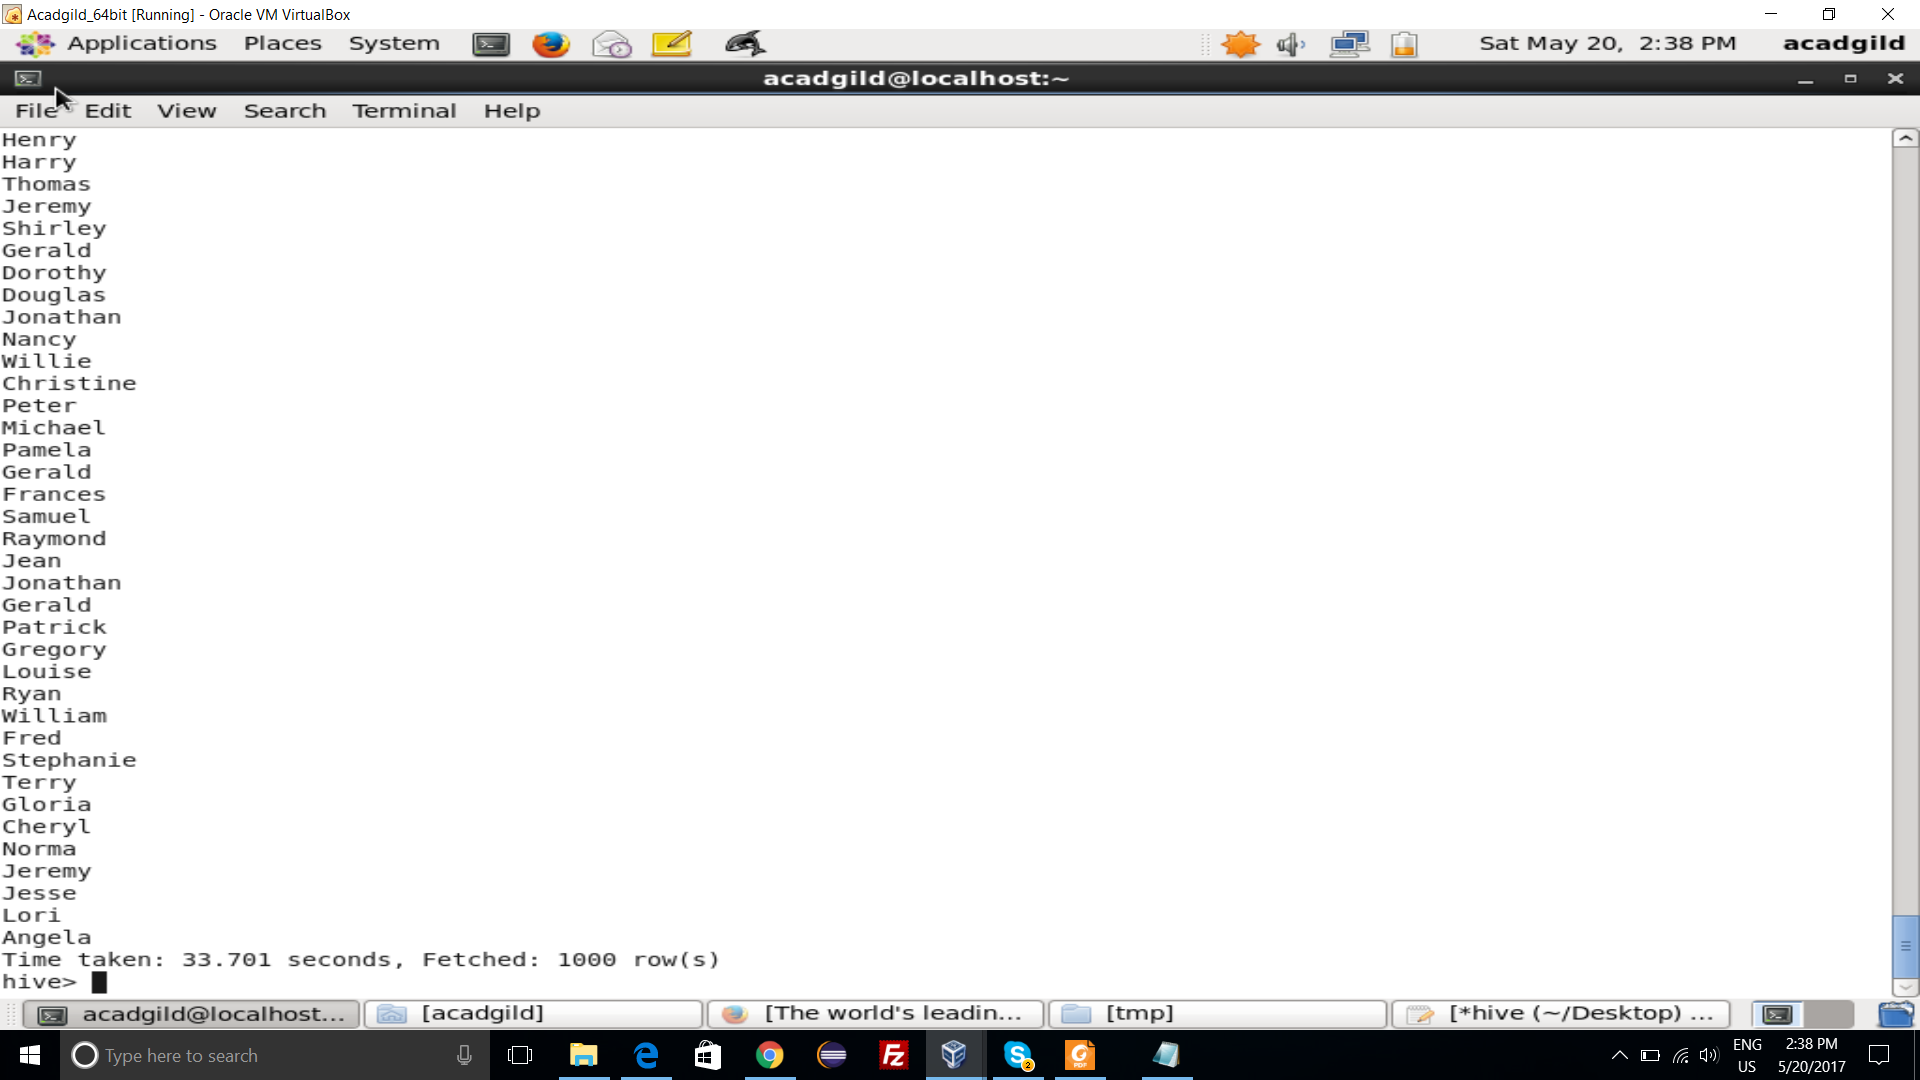 Acadgild_64bit [Running] - Oracle VM VirtualBox
Applications Places System Sat May 20, 2:38 PM acadgild
acadgild@localhost:~
File Edit View Search Terminal Help
Henry
Harry
Thomas
Jeremy
Shirley
Gerald
Dorothy
Douglas
Jonathan
Nancy
Willie
Christine
Peter
Michael
Pamela
Gerald
Frances
Samuel
Raymond
Jean
Jonathan
Gerald
Patrick
Gregory
Louise
Ryan
William
Fred
Stephanie
Terry
Gloria
Cheryl
Norma
Jeremy
Jesse
Lori
Angela
Time taken: 33.701 seconds, Fetched: 1000 row(s)
hive>
acadgild@localhost... [acadgild] [The world's leadin... [tmp] [*hive (~/Desktop) ...
Type here to search
ENG
US
2:38 PM
5/20/2017